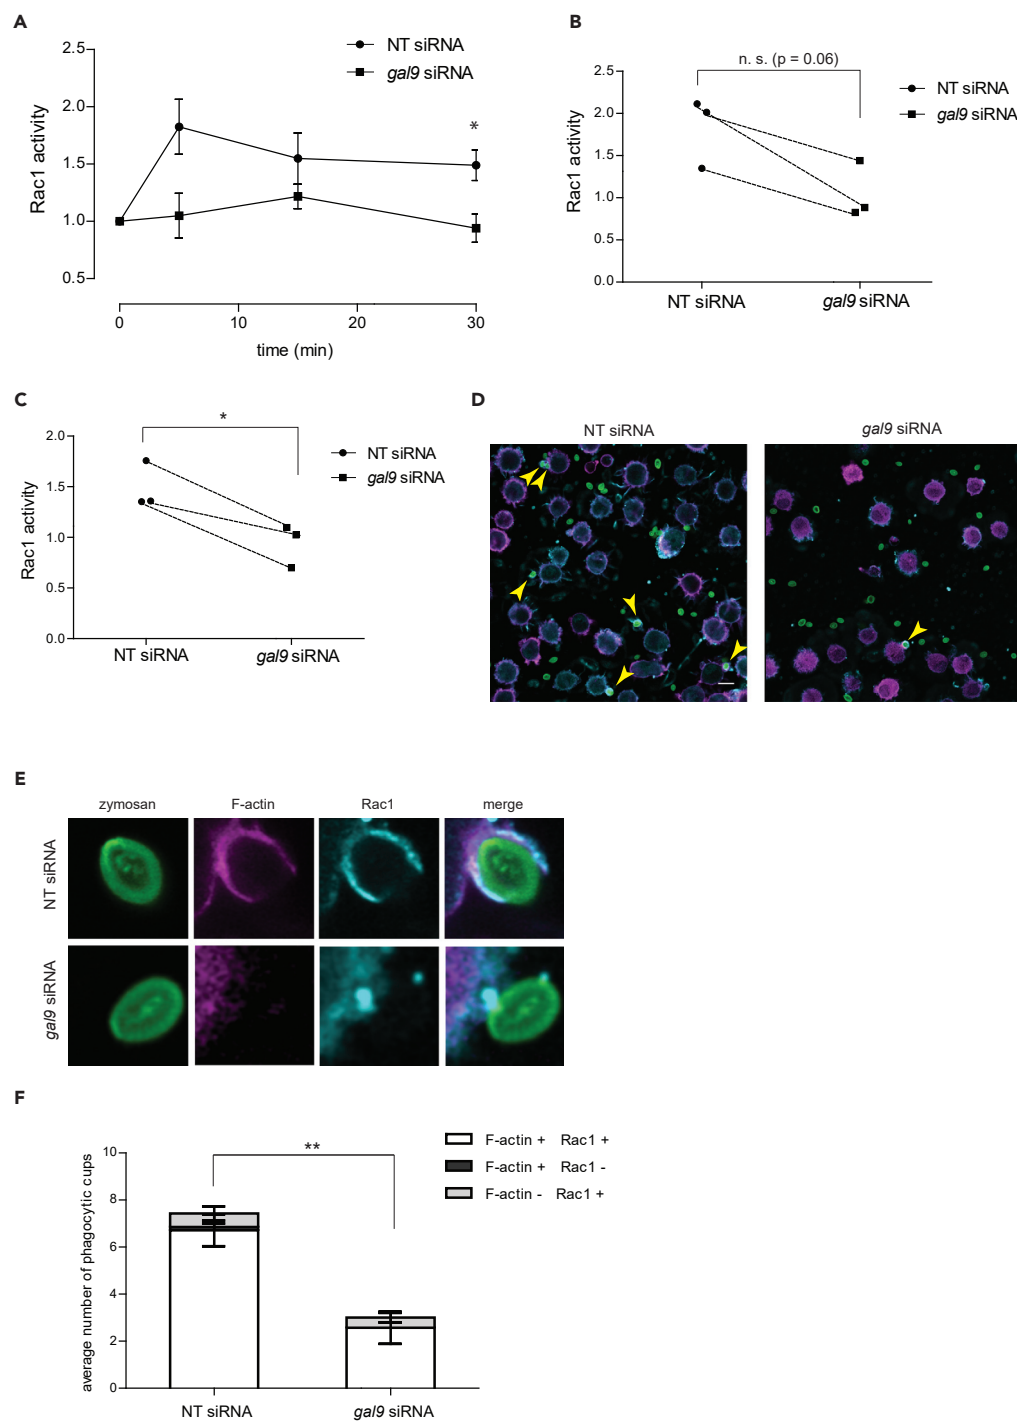 A
NT siRNA
gal9 siRNA
2.5
2.0
1.5
1.0
0.5
Rac1 activity
*
0
10
20
30
time (min)
B
n. s. (p = 0.06)
NT siRNA
gal9 siRNA
2.5
2.0
1.5
1.0
0.5
0.0
Rac1 activity
NT siRNA
gal9 siRNA
C
*
NT siRNA
gal9 siRNA
2.0
1.5
1.0
0.5
0.0
Rac1 activity
NT siRNA
gal9 siRNA
D
NT siRNA
gal9 siRNA
E
zymosan
F-actin
Rac1
merge
NT siRNA
gal9 siRNA
F
**
F-actin + Rac1 +
F-actin + Rac1 -
F-actin - Rac1 +
10
8
6
4
2
0
average number of phagocytic cups
NT siRNA
gal9 siRNA